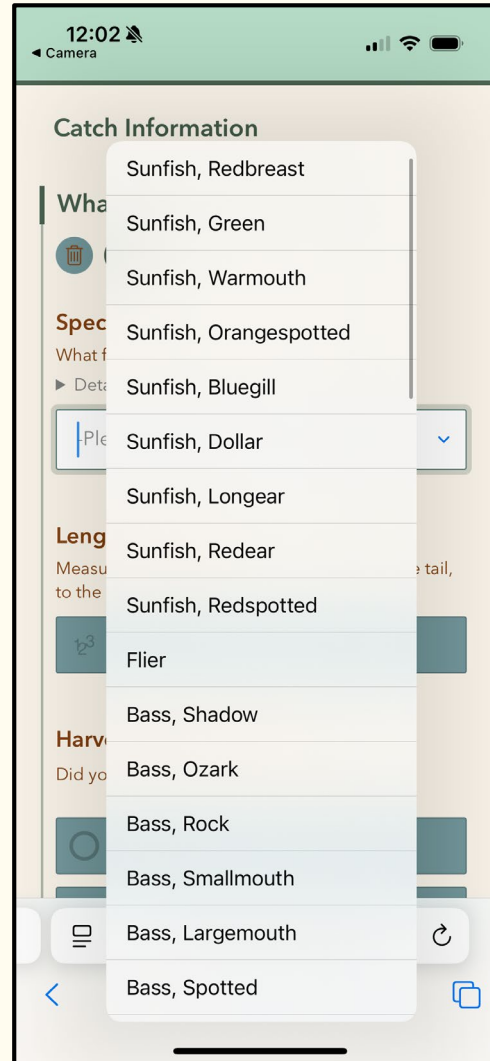 12:02
◀ Camera
Catch Information
Wha
Sunfish, Redbreast
Sunfish, Green
Sunfish, Warmouth
Spec
Sunfish, Orangespotted
What f
▶ Deta
Sunfish, Bluegill
-Ple
Sunfish, Dollar
Sunfish, Longear
Leng
Sunfish, Redear
Measu
e tail,
to the
Sunfish, Redspotted
123
Flier
Bass, Shadow
Harv
Did yo
Bass, Ozark
Bass, Rock
Bass, Smallmouth
Bass, Largemouth
Bass, Spotted